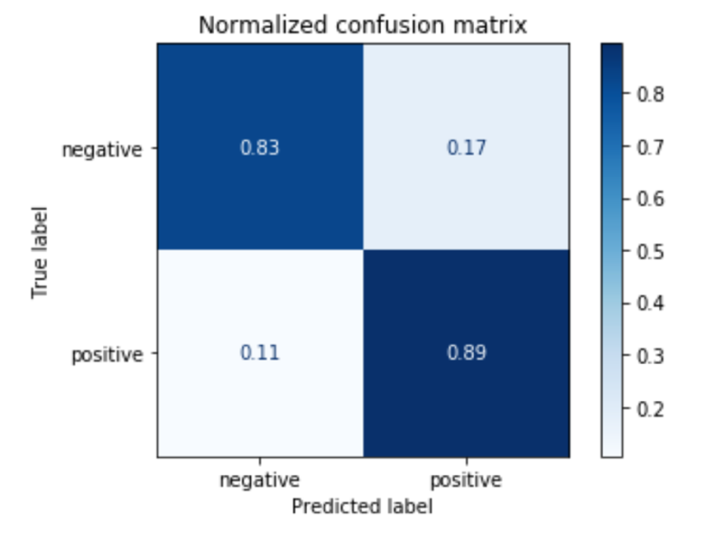 Normalized confusion matrix
True label
negative
0.83
0.17
positive
0.11
0.89
negative
positive
Predicted label
0.8
0.7
0.6
0.5
0.4
0.3
0.2